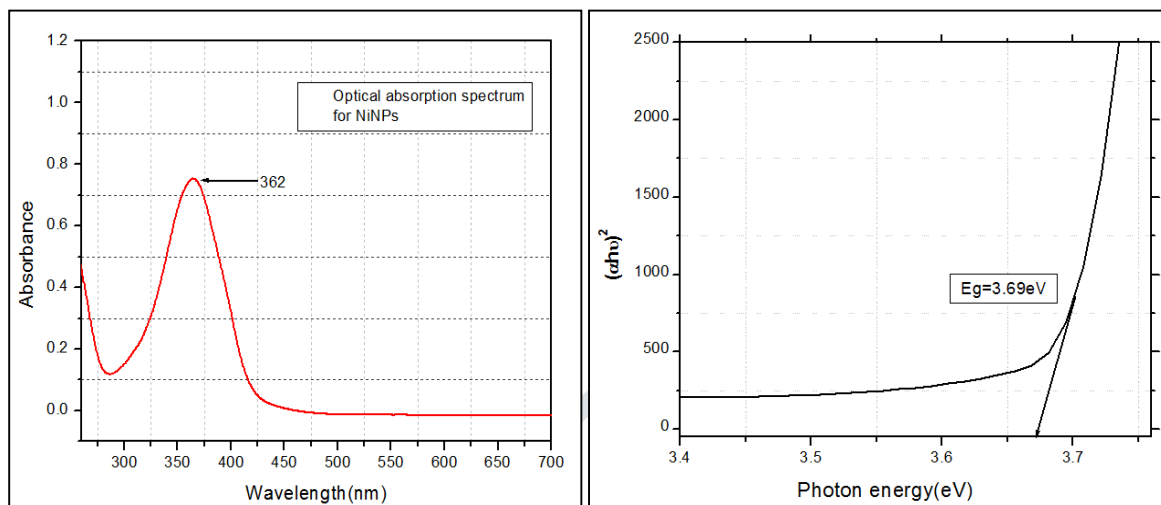 1.2
1.0
0.8
0.6
0.4
0.2
0.0
Absorbance
Optical absorption spectrum
for NiNPs
362
300 350 400 450 500 550 600 650 700
Wavelength(nm)
2500
2000
1500
1000
500
0
(αhυ)²
Eg=3.69eV
3.4 3.5 3.6 3.7
Photon energy(eV)